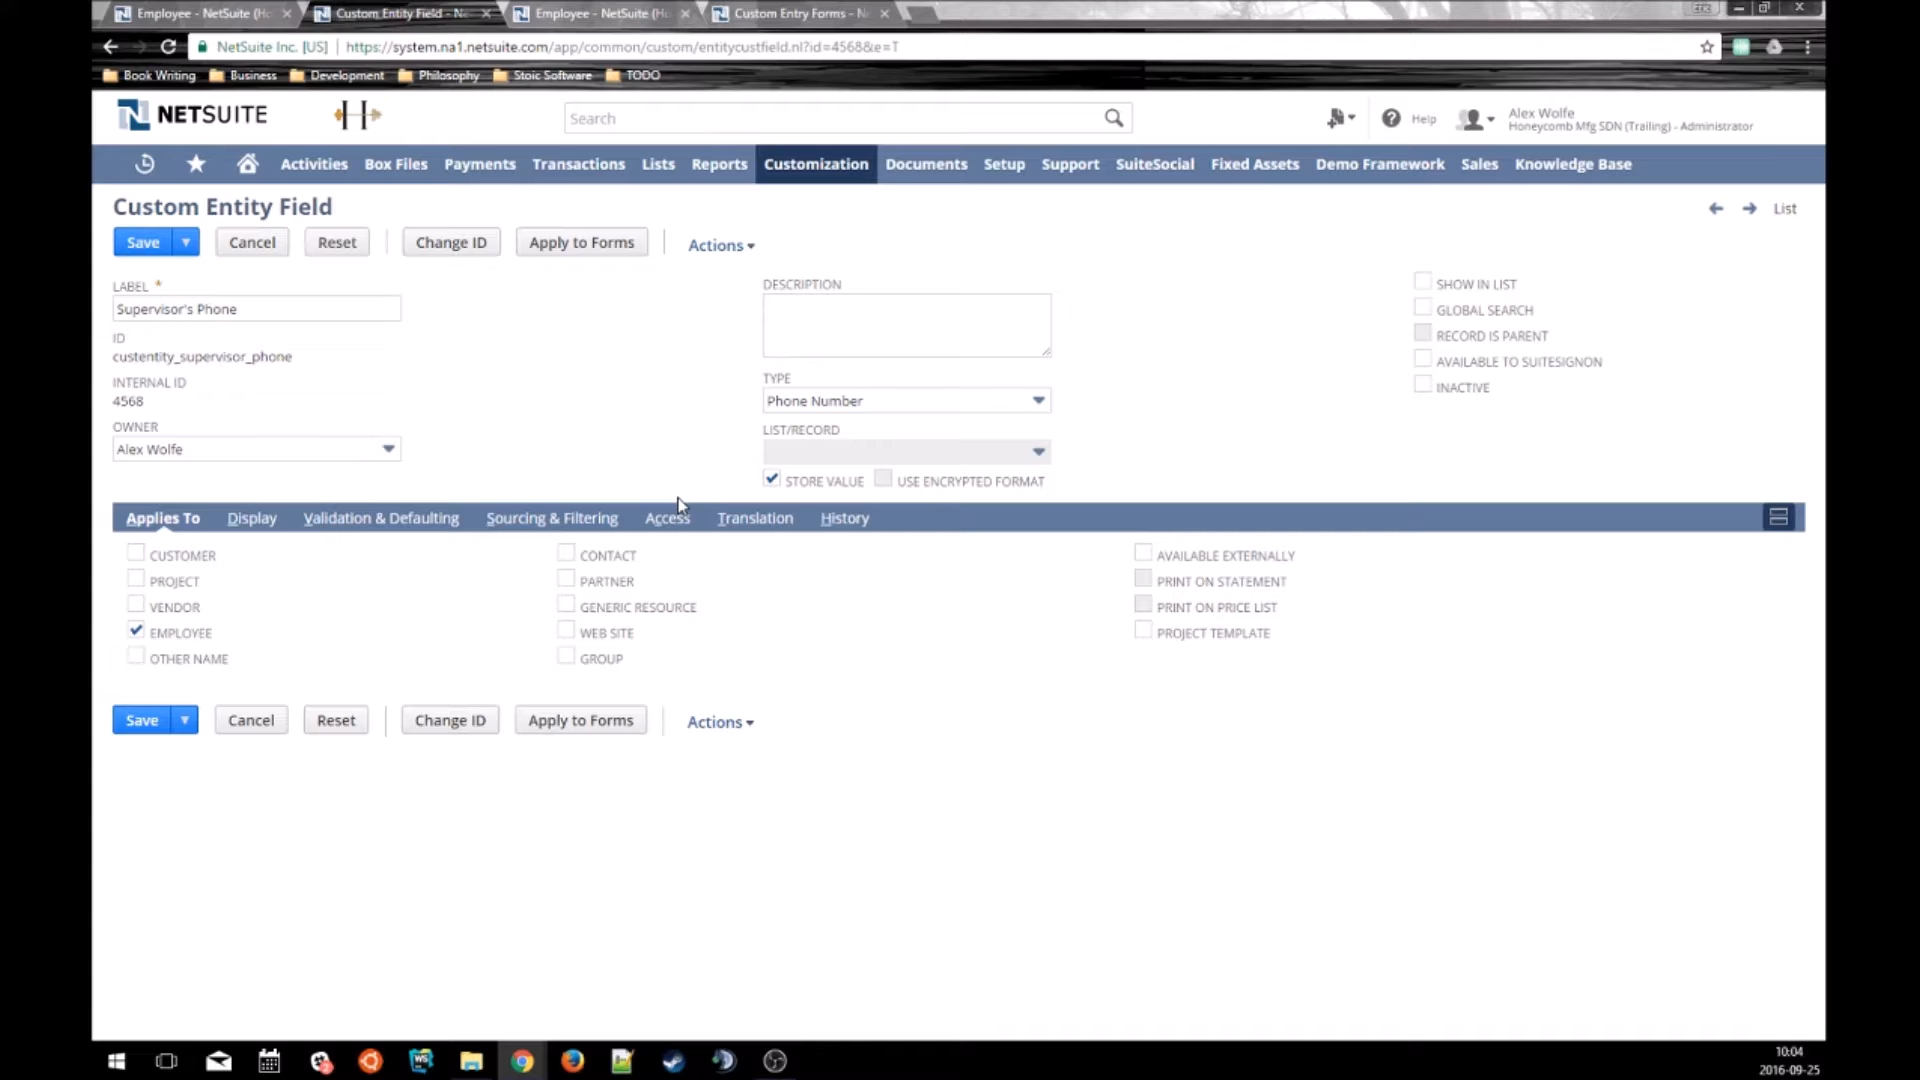 Employee - NetSuite (Ho
Custom Entity Field - N
Employee - NetSuite (Ho
Custom Entry Forms - N
NetSuite Inc. [US] https://system.na1.netsuite.com/app/common/custom/entitycustfield.nl?id=4568&e=T
Book Writing Business Development Philosophy Stoic Software TODO
NETSUITE
Search
Help
Alex Wolfe
Honeycomb Mfg SDN (Trailing) - Administrator
Activities Box Files Payments Transactions Lists Reports Customization Documents Setup Support SuiteSocial Fixed Assets Demo Framework Sales Knowledge Base
Custom Entity Field
List
Save Cancel Reset Change ID Apply to Forms Actions
LABEL *
Supervisor's Phone
ID
custentity_supervisor_phone
INTERNAL ID
4568
OWNER
Alex Wolfe
DESCRIPTION
TYPE
Phone Number
LIST/RECORD
STORE VALUE USE ENCRYPTED FORMAT
SHOW IN LIST
GLOBAL SEARCH
RECORD IS PARENT
AVAILABLE TO SUITESIGNON
INACTIVE
Applies To Display Validation & Defaulting Sourcing & Filtering Access Translation History
CUSTOMER
PROJECT
VENDOR
EMPLOYEE
OTHER NAME
CONTACT
PARTNER
GENERIC RESOURCE
WEB SITE
GROUP
AVAILABLE EXTERNALLY
PRINT ON STATEMENT
PRINT ON PRICE LIST
PROJECT TEMPLATE
Save Cancel Reset Change ID Apply to Forms Actions
10:04
2016-09-25